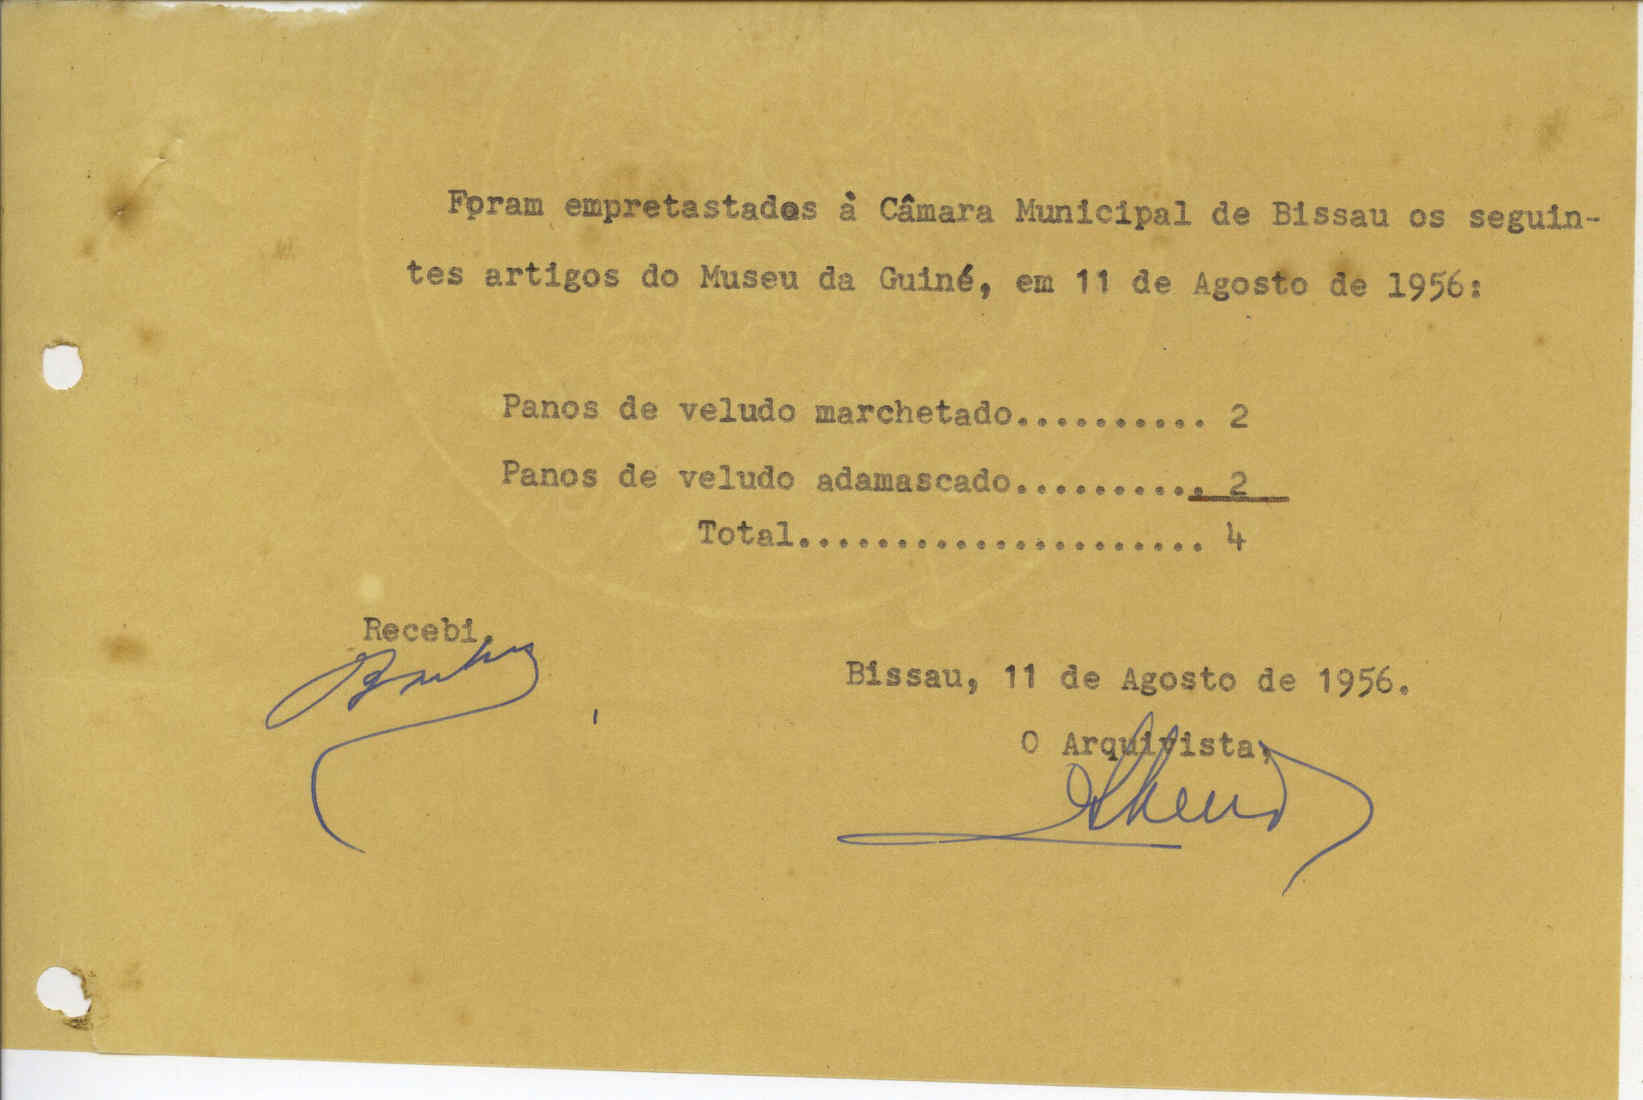 Foram empretastados à Câmara Municipal de Bissau os seguin-
tes artigos do Museu da Guiné, em 11 de Agosto de 1956:
Panos de veludo marchetado.......... 2
Panos de veludo adamascado.......... 2
Total..................... 4
Recebi,
Bissau, 11 de Agosto de 1956.
O Arquivista,